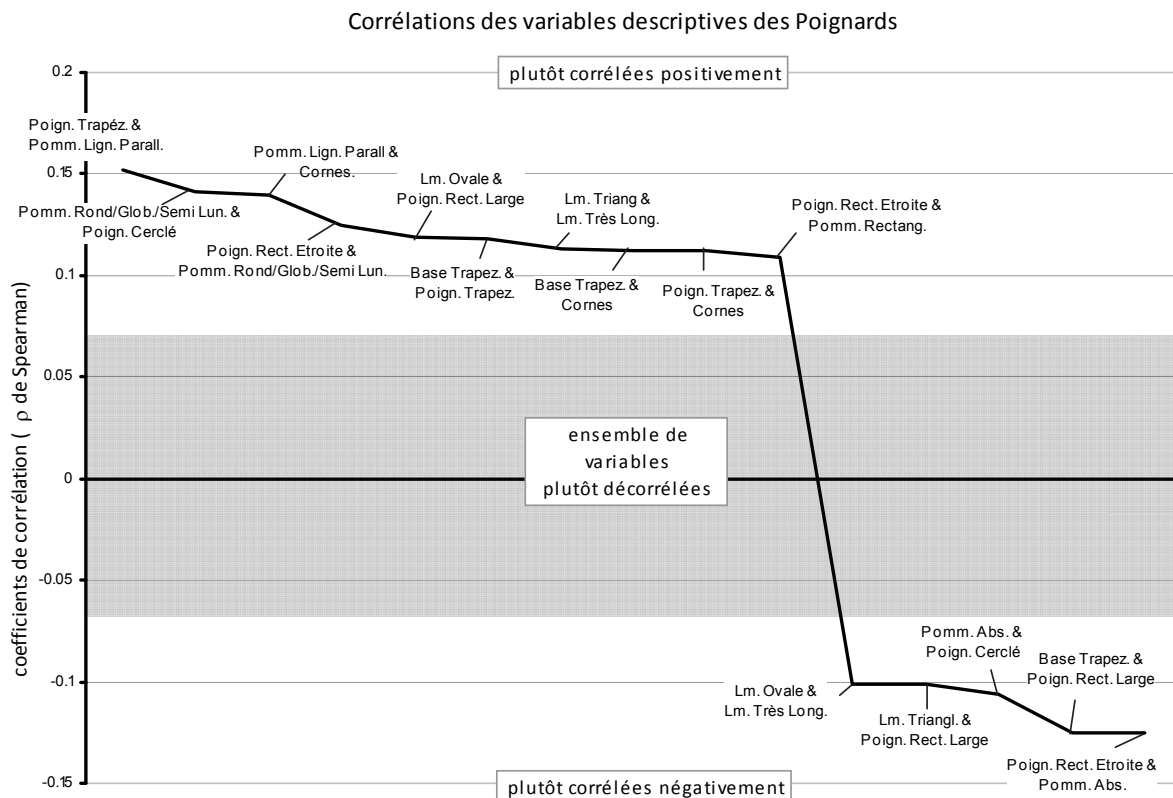 Corrélations des variables descriptives des Poignards
plutôt corrélées positivement
coefficients de corrélation ( ρ de Spearman)
0.2
0.15
0.1
0.05
0
-0.05
-0.1
-0.15
Poign. Trapéz. &
Pomm. Lign. Parall.
Pomm. Rond/Glob./Semi Lun. &
Poign. Cerclé
Pomm. Lign. Parall &
Cornes.
Poign. Rect. Etroite &
Pomm. Rond/Glob./Semi Lun.
Lm. Ovale &
Poign. Rect. Large
Base Trapez. &
Poign. Trapez.
Lm. Triang &
Lm. Très Long.
Base Trapez. &
Cornes
Poign. Trapez. &
Cornes
Poign. Rect. Etroite &
Pomm. Rectang.
ensemble de
variables
plutôt décorrélées
Lm. Ovale &
Lm. Très Long.
Lm. Triangl. &
Poign. Rect. Large
Pomm. Abs. &
Poign. Cerclé
Base Trapez. &
Poign. Rect. Large
Poign. Rect. Etroite &
Pomm. Abs.
plutôt corrélées négativement